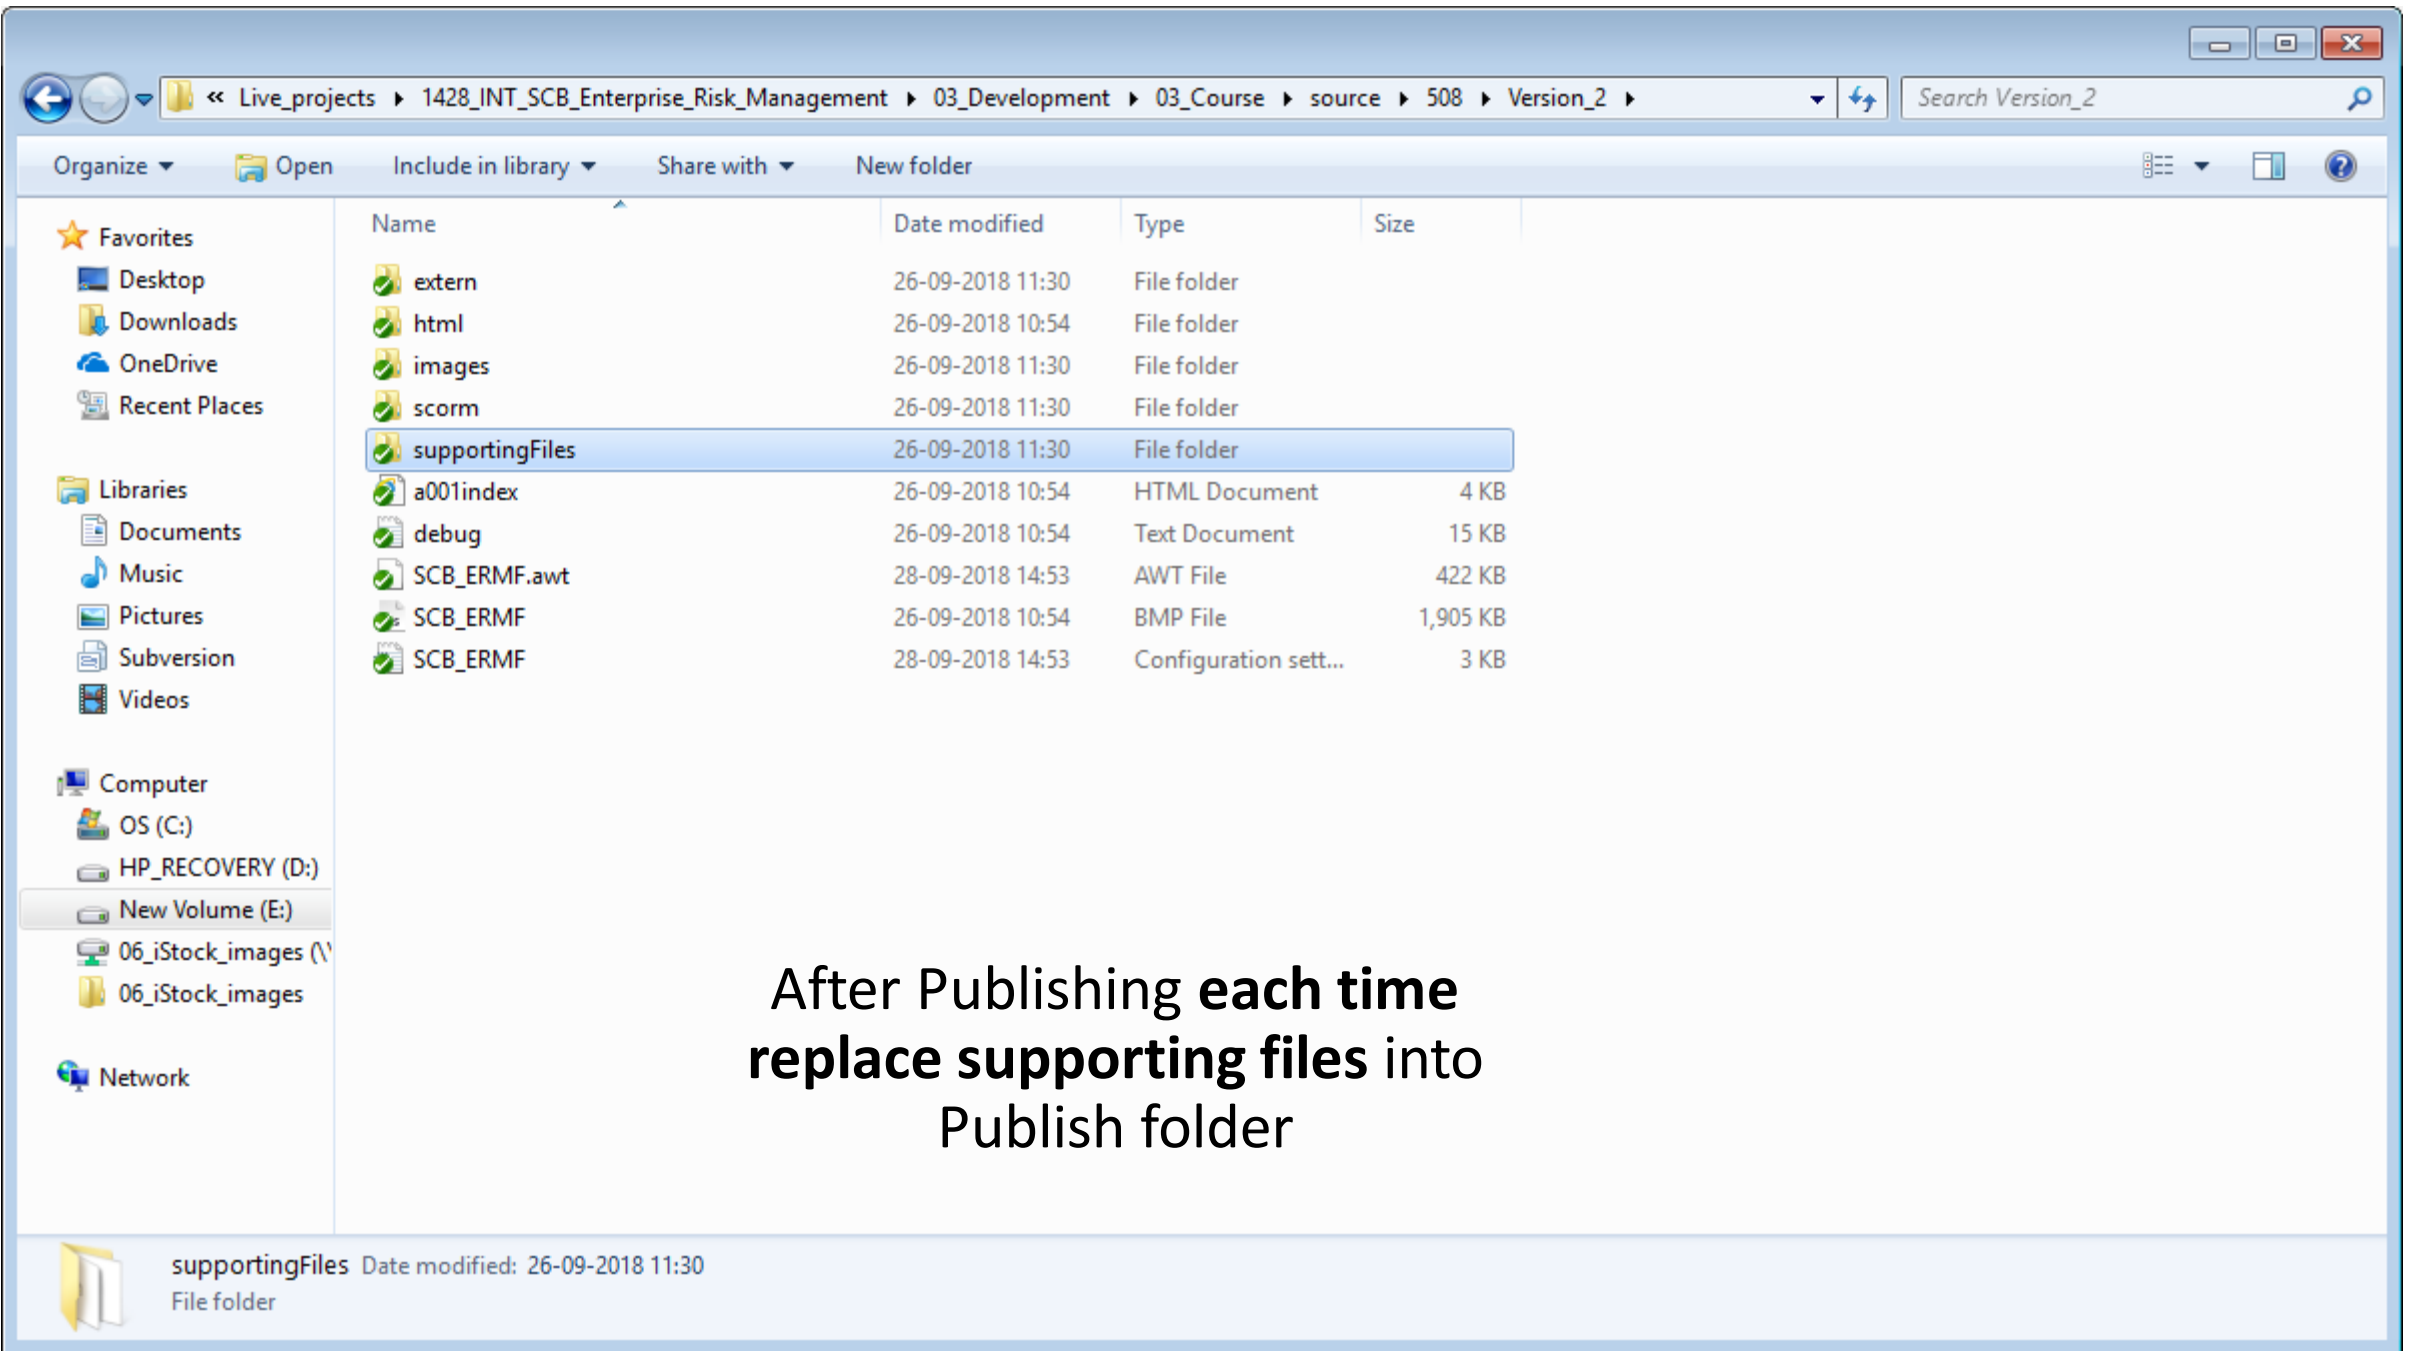 « Live_projects ▸ 1428_INT_SCB_Enterprise_Risk_Management ▸ 03_Development ▸ 03_Course ▸ source ▸ 508 ▸ Version_2 ▸
Search Version_2
Organize Open Include in library Share with New folder
Name Date modified Type Size
Favorites
Desktop
Downloads
OneDrive
Recent Places
Libraries
Documents
Music
Pictures
Subversion
Videos
Computer
OS (C:)
HP_RECOVERY (D:)
New Volume (E:)
06_iStock_images (\\
06_iStock_images
Network
extern 26-09-2018 11:30 File folder
html 26-09-2018 10:54 File folder
images 26-09-2018 11:30 File folder
scorm 26-09-2018 11:30 File folder
supportingFiles 26-09-2018 11:30 File folder
a001index 26-09-2018 10:54 HTML Document 4 KB
debug 26-09-2018 10:54 Text Document 15 KB
SCB_ERMF.awt 28-09-2018 14:53 AWT File 422 KB
SCB_ERMF 26-09-2018 10:54 BMP File 1,905 KB
SCB_ERMF 28-09-2018 14:53 Configuration sett... 3 KB
After Publishing each time
replace supporting files into
Publish folder
supportingFiles Date modified: 26-09-2018 11:30
File folder